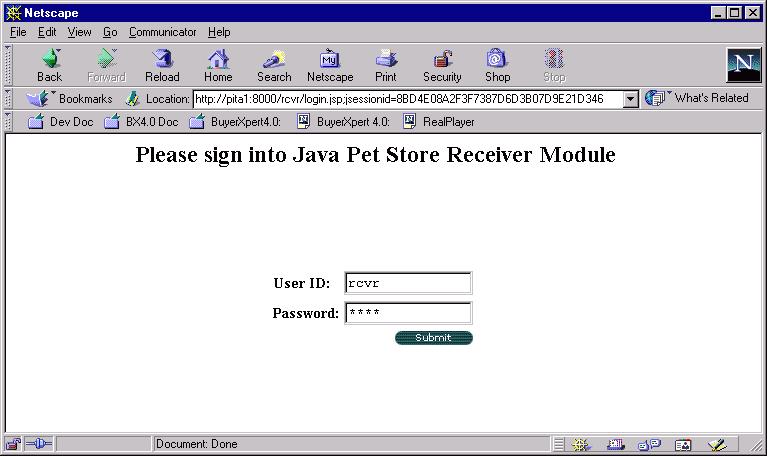 Netscape
File Edit View Go Communicator Help
My
N
Back Forward Reload Home Search Netscape Print Security Shop Stop
Bookmarks Location: http://pita1:8000/rcvr/login.jsp;jsessionid=8BD4E08A2F3F7387D6D3B07D9E21D346 What's Related
Dev Doc BX4.0 Doc BuyerXpert4.0: BuyerXpert 4.0: RealPlayer
Please sign into Java Pet Store Receiver Module
User ID: rcvr
Password: ****
Submit
Document: Done